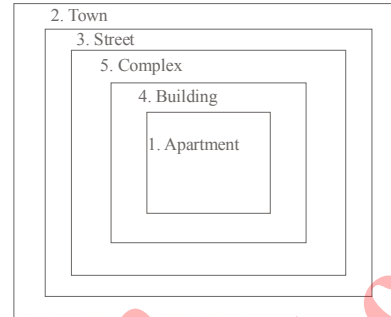 2. Town
3. Street
5. Complex
4. Building
1. Apartment